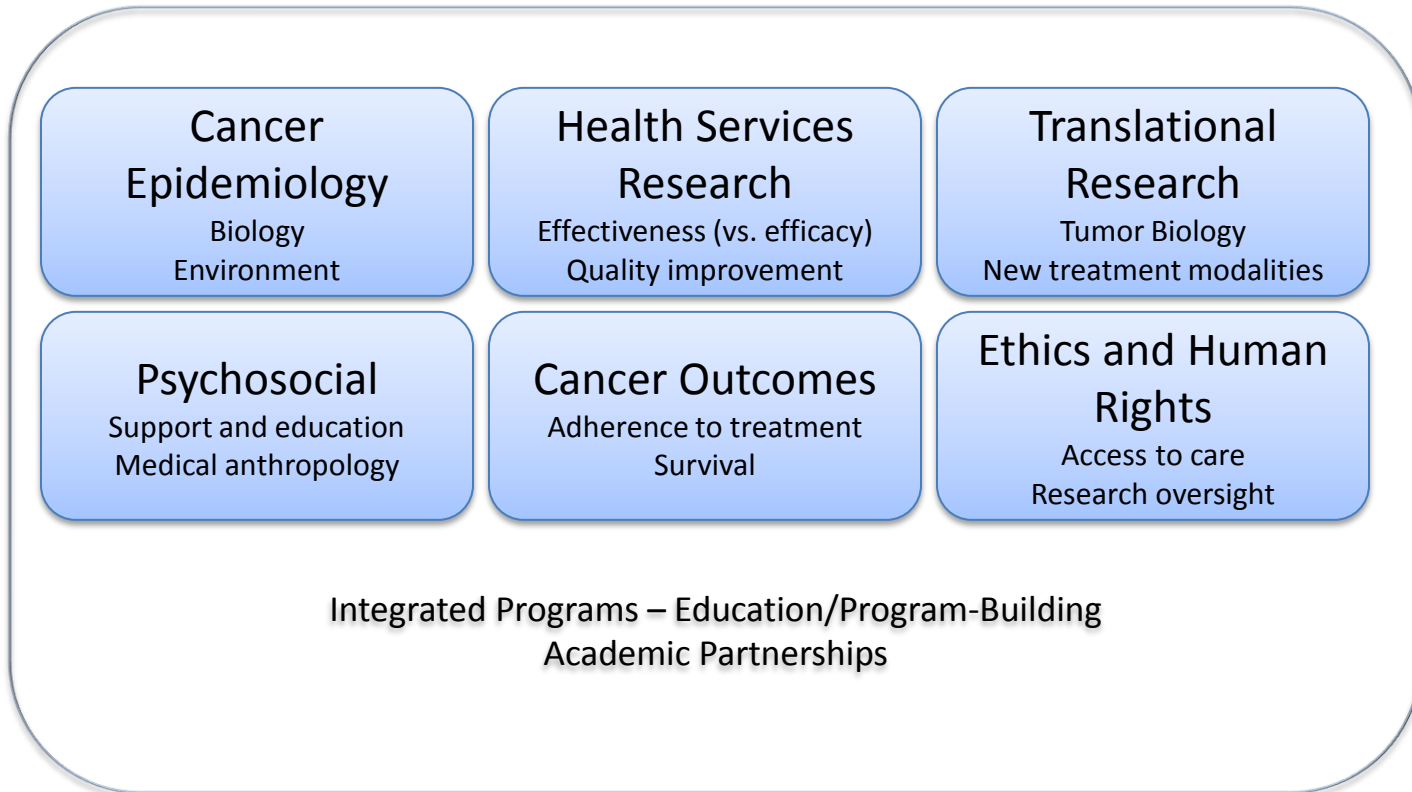 Cancer
Epidemiology
Biology
Environment
Health Services
Research
Effectiveness (vs. efficacy)
Quality improvement
Translational
Research
Tumor Biology
New treatment modalities
Psychosocial
Support and education
Medical anthropology
Cancer Outcomes
Adherence to treatment
Survival
Ethics and Human
Rights
Access to care
Research oversight
Integrated Programs – Education/Program-Building
Academic Partnerships